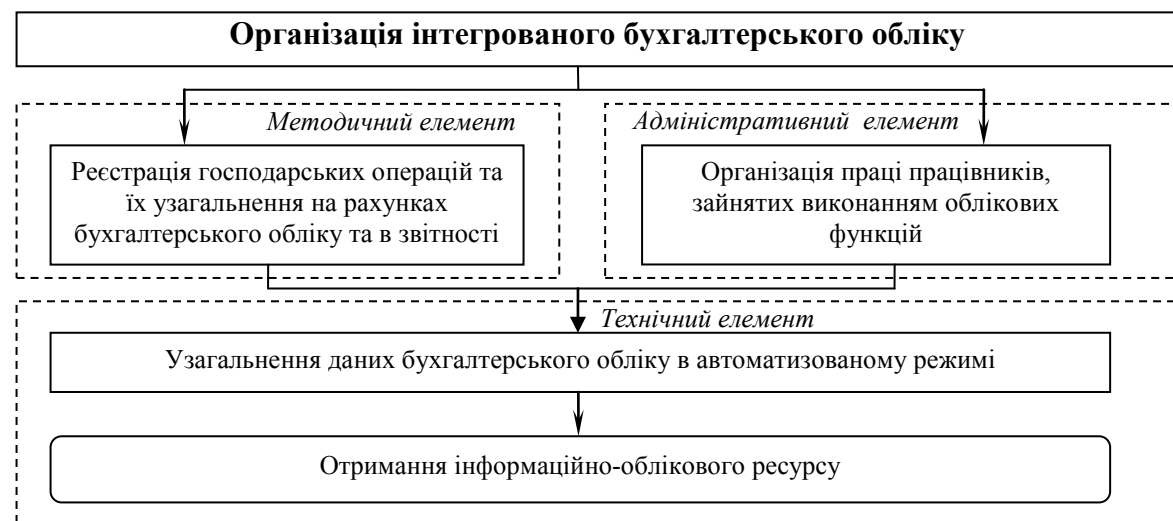 Організація інтегрованого бухгалтерського обліку
Методичний елемент
Реєстрація господарських операцій та
їх узагальнення на рахунках
бухгалтерського обліку та в звітності
Адміністративний елемент
Організація праці працівників,
зайнятих виконанням облікових
функцій
Технічний елемент
Узагальнення даних бухгалтерського обліку в автоматизованому режимі
Отримання інформаційно-облікового ресурсу